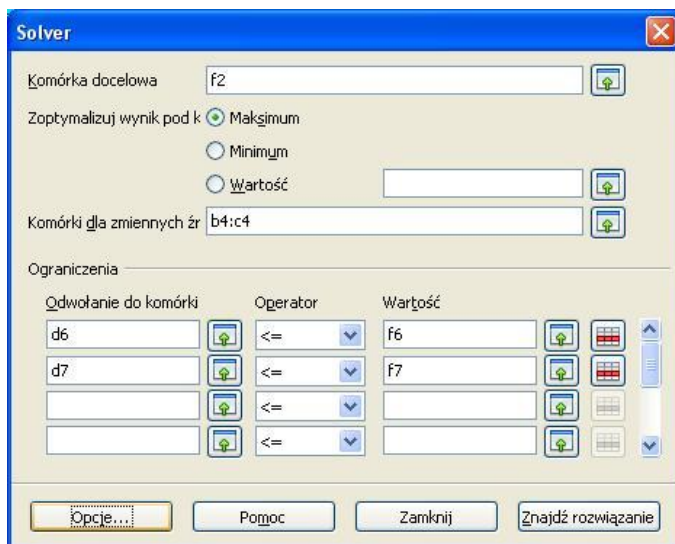 Solver
Komórka docelowa f2
Zoptymalizuj wynik pod k Maksimum
Minimum
Wartość
Komórki dla zmiennych źr b4:c4
Ograniczenia
Odwołanie do komórki Operator Wartość
d6 <= f6
d7 <= f7
<=
<=
Opcje... Pomoc Zamknij Znajdź rozwiązanie